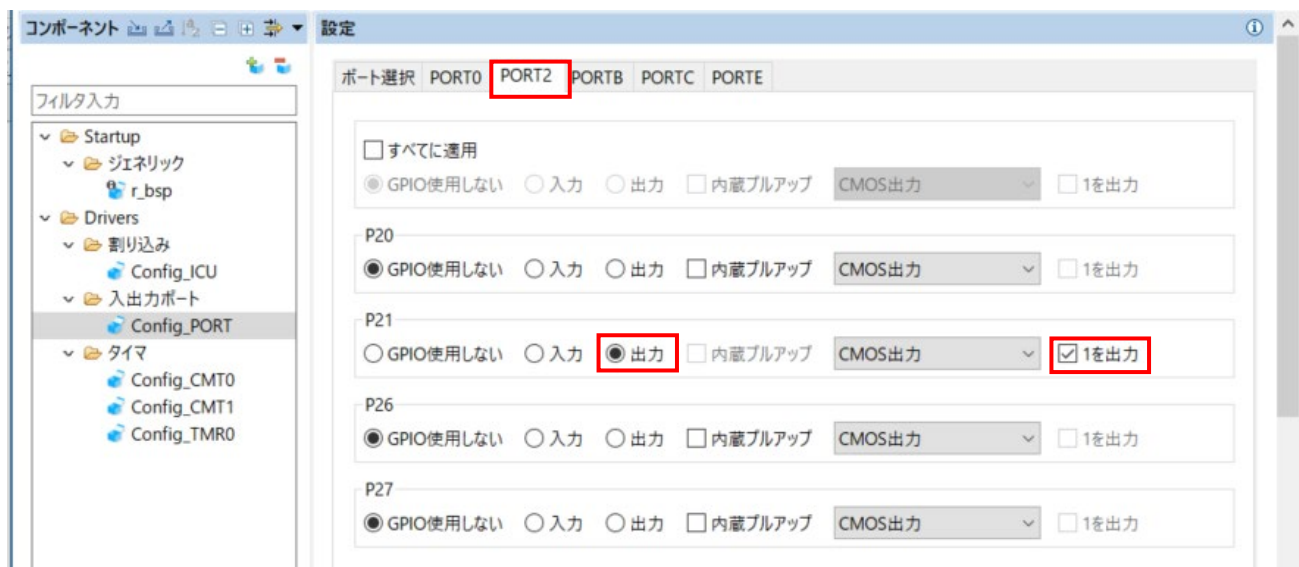 コンポーネント
設定
フィルタ入力
Startup
ジェネリック
r_bsp
Drivers
割り込み
Config_ICU
入出力ポート
Config_PORT
タイマ
Config_CMT0
Config_CMT1
Config_TMR0
ポート選択 PORT0 PORT2 PORTB PORTC PORTE
すべてに適用
GPIO使用しない 入力 出力 内蔵プルアップ CMOS出力 1を出力
P20
GPIO使用しない 入力 出力 内蔵プルアップ CMOS出力 1を出力
P21
GPIO使用しない 入力 出力 内蔵プルアップ CMOS出力 1を出力
P26
GPIO使用しない 入力 出力 内蔵プルアップ CMOS出力 1を出力
P27
GPIO使用しない 入力 出力 内蔵プルアップ CMOS出力 1を出力